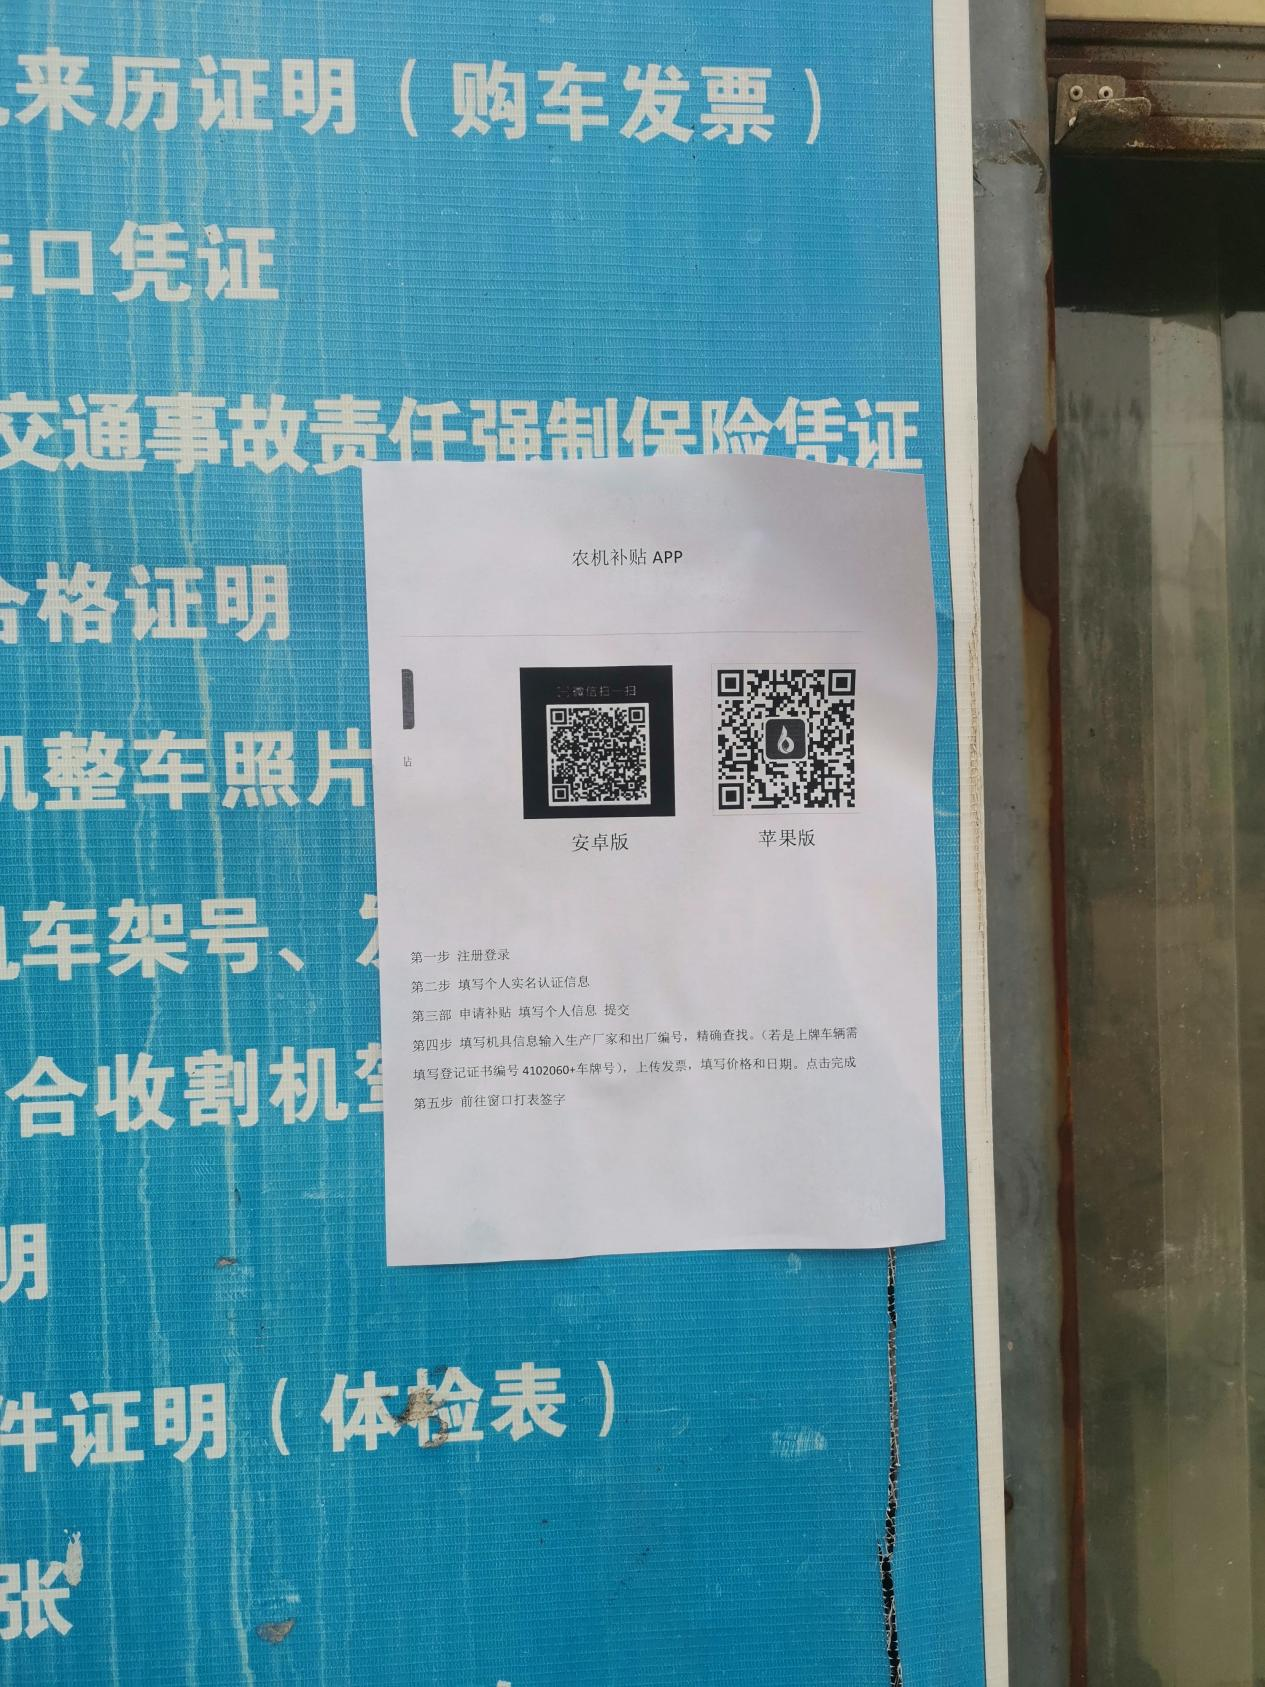 来历证明（购车发票）
口凭证
交通事故责任强制保险凭证
合格证明
机整车照片
车架号、
合收割机驾
明
件证明（体检表）
张
农机补贴 APP
微信扫一扫
贴
安卓版
苹果版
第一步 注册登录
第二步 填写个人实名认证信息
第三部 申请补贴 填写个人信息 提交
第四步 填写机具信息输入生产厂家和出厂编号，精确查找。（若是上牌车辆需
填写登记证书编号 4102060+车牌号），上传发票，填写价格和日期。点击完成
第五步 前往窗口打表签字